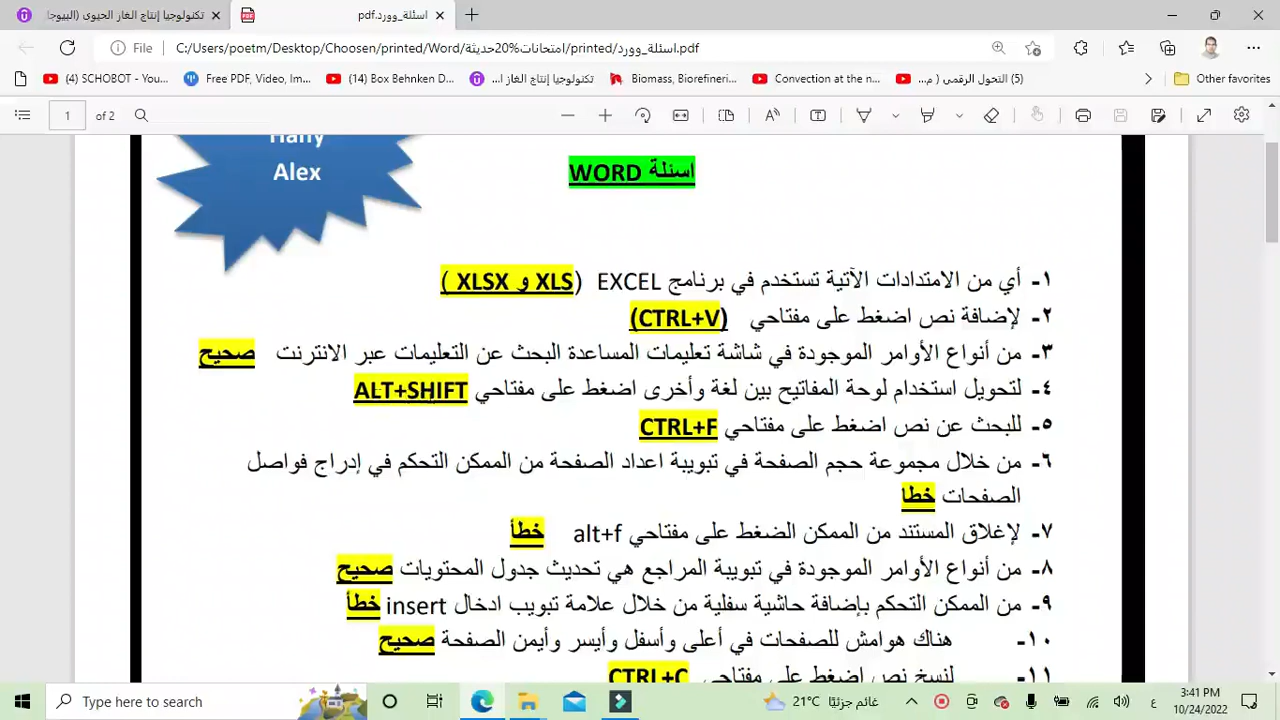 تكنولوجيا إنتاج الغاز الحيوى (البيوجا
اسئلة_وورد.pdf
File
C:/Users/poetm/Desktop/Choosen/printed/Word/امتحانات%20حديثة/printed/اسئلة_وورد.pdf
(4) SCHOBOT - You...
Free PDF, Video, Im...
(14) Box Behnken D...
تكنولوجيا إنتاج الغاز ا...
Biomass, Biorefineri...
Convection at the n...
(5) التحول الرقمى ( م...
Other favorites
1 of 2
Hany
Alex
اسئلة WORD
١- أي من الامتدادات الآتية تستخدم في برنامج EXCEL (XLS و XLSX )
٢- لإضافة نص اضغط على مفتاحي (CTRL+V)
٣- من أنواع الأوامر الموجودة في شاشة تعليمات المساعدة البحث عن التعليمات عبر الانترنت صحيح
٤- لتحويل استخدام لوحة المفاتيح بين لغة وأخرى اضغط على مفتاحي ALT+SHIFT
٥- للبحث عن نص اضغط على مفتاحي CTRL+F
٦- من خلال مجموعة حجم الصفحة في تبويبة اعداد الصفحة من الممكن التحكم في إدراج فواصل
الصفحات خطا
٧- لإغلاق المستند من الممكن الضغط على مفتاحي alt+f خطأ
٨- من أنواع الأوامر الموجودة في تبويبة المراجع هي تحديث جدول المحتويات صحيح
٩- من الممكن التحكم بإضافة حاشية سفلية من خلال علامة تبويب ادخال insert خطأ
١٠- هناك هوامش للصفحات في أعلى وأسفل وأيسر وأيمن الصفحة صحيح
١١- لنسخ نص اضغط على مفتاحي CTRL+C
Type here to search
21°C غائم جزئيًا
ع
3:41 PM
10/24/2022